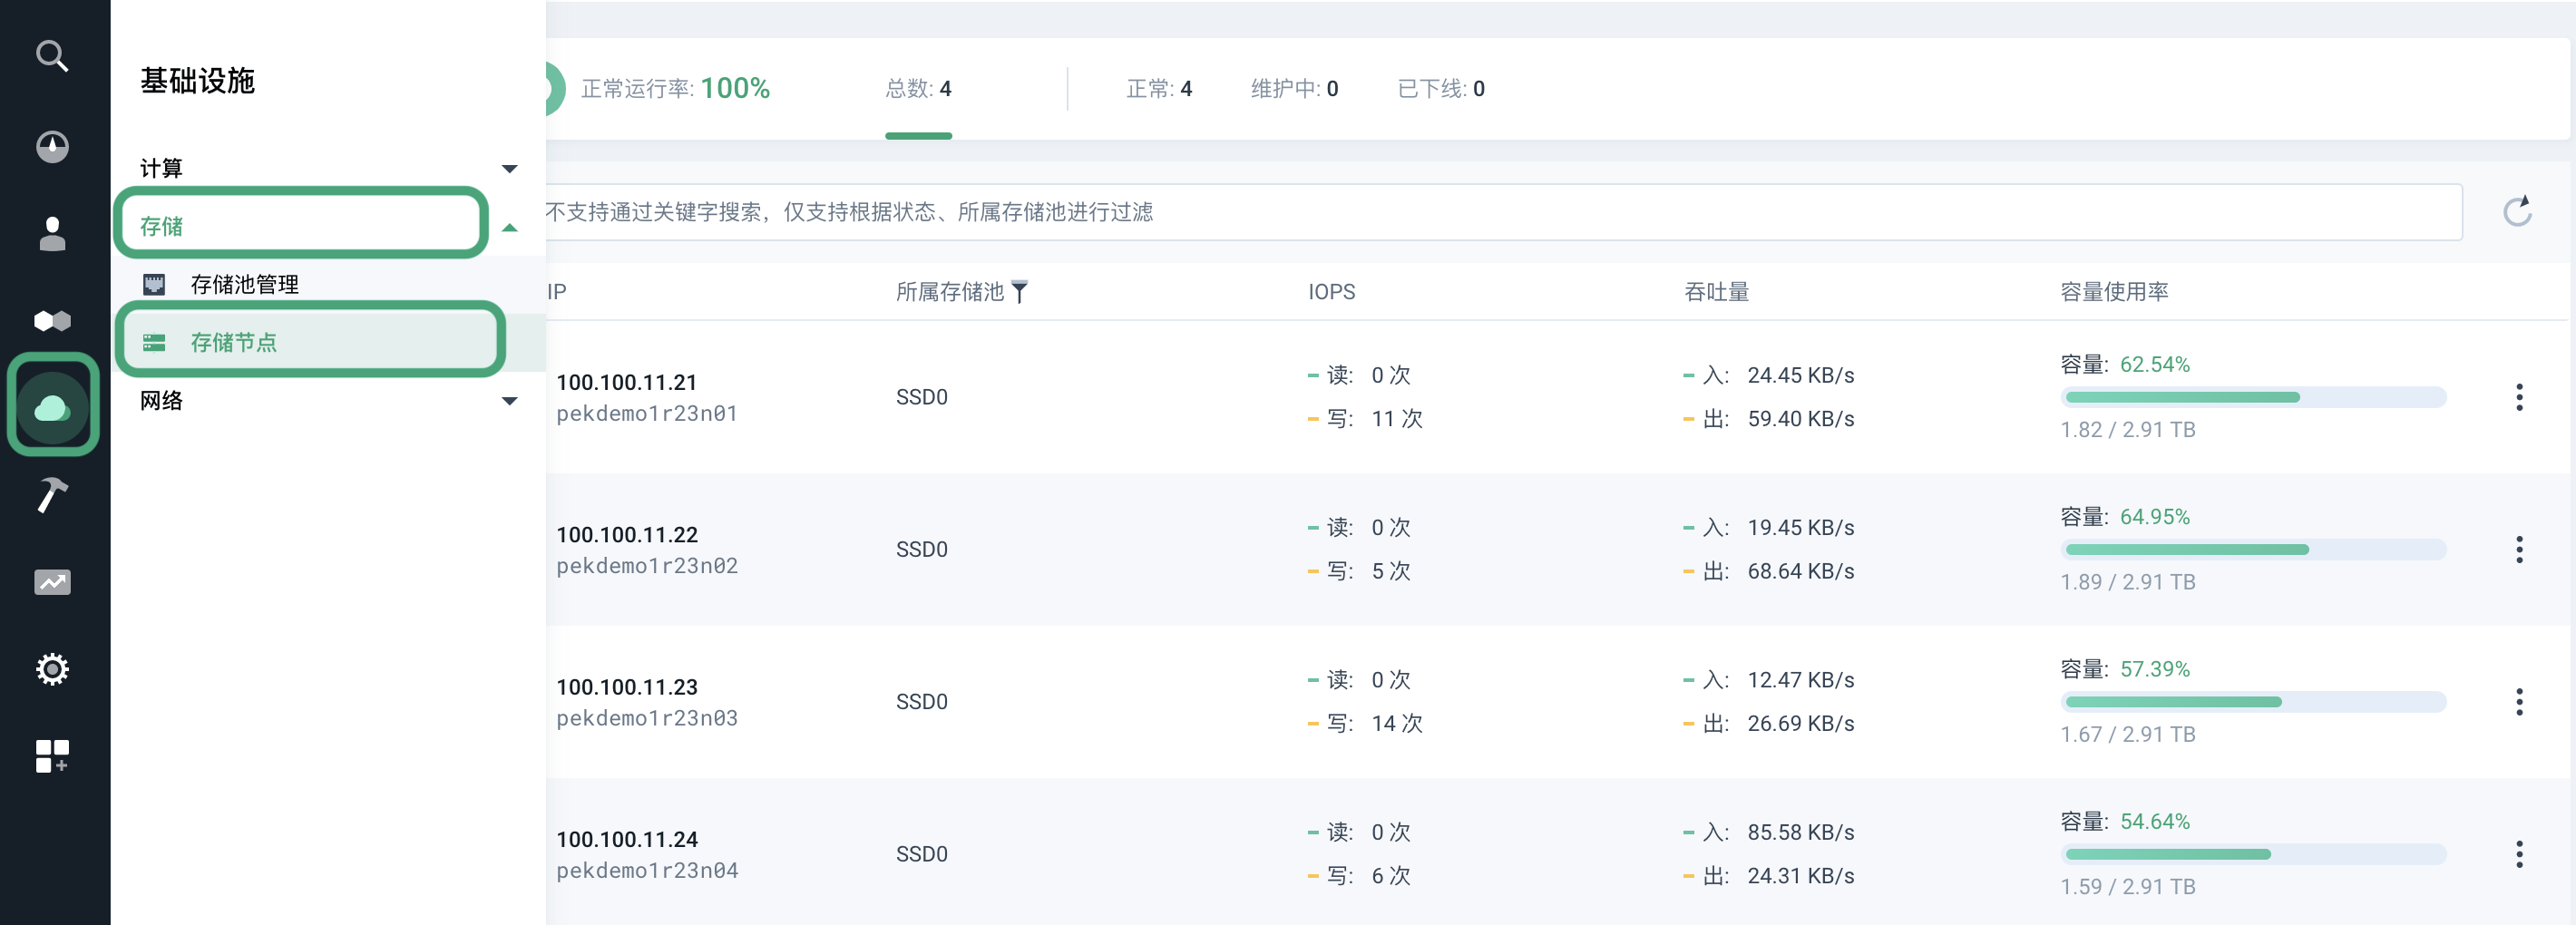 基础设施
计算
存储
存储池管理
存储节点
网络
正常运行率: 100%
总数: 4
正常: 4
维护中: 0
已下线: 0
不支持通过关键字搜索，仅支持根据状态、所属存储池进行过滤
IP
所属存储池
IOPS
吞吐量
容量使用率
100.100.11.21
pekdemo1r23n01
SSD0
读: 0 次
写: 11 次
入: 24.45 KB/s
出: 59.40 KB/s
容量: 62.54%
1.82 / 2.91 TB
100.100.11.22
pekdemo1r23n02
SSD0
读: 0 次
写: 5 次
入: 19.45 KB/s
出: 68.64 KB/s
容量: 64.95%
1.89 / 2.91 TB
100.100.11.23
pekdemo1r23n03
SSD0
读: 0 次
写: 14 次
入: 12.47 KB/s
出: 26.69 KB/s
容量: 57.39%
1.67 / 2.91 TB
100.100.11.24
pekdemo1r23n04
SSD0
读: 0 次
写: 6 次
入: 85.58 KB/s
出: 24.31 KB/s
容量: 54.64%
1.59 / 2.91 TB